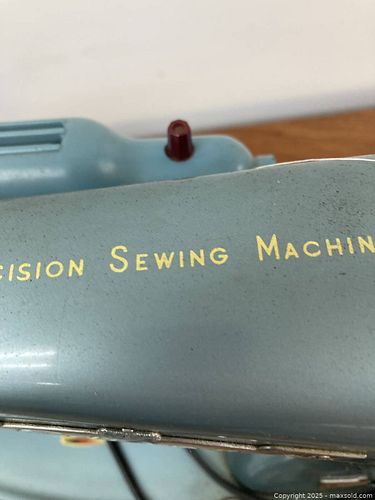 CISION SEWING MACHIN
Copyright 2025 - maxsold.com